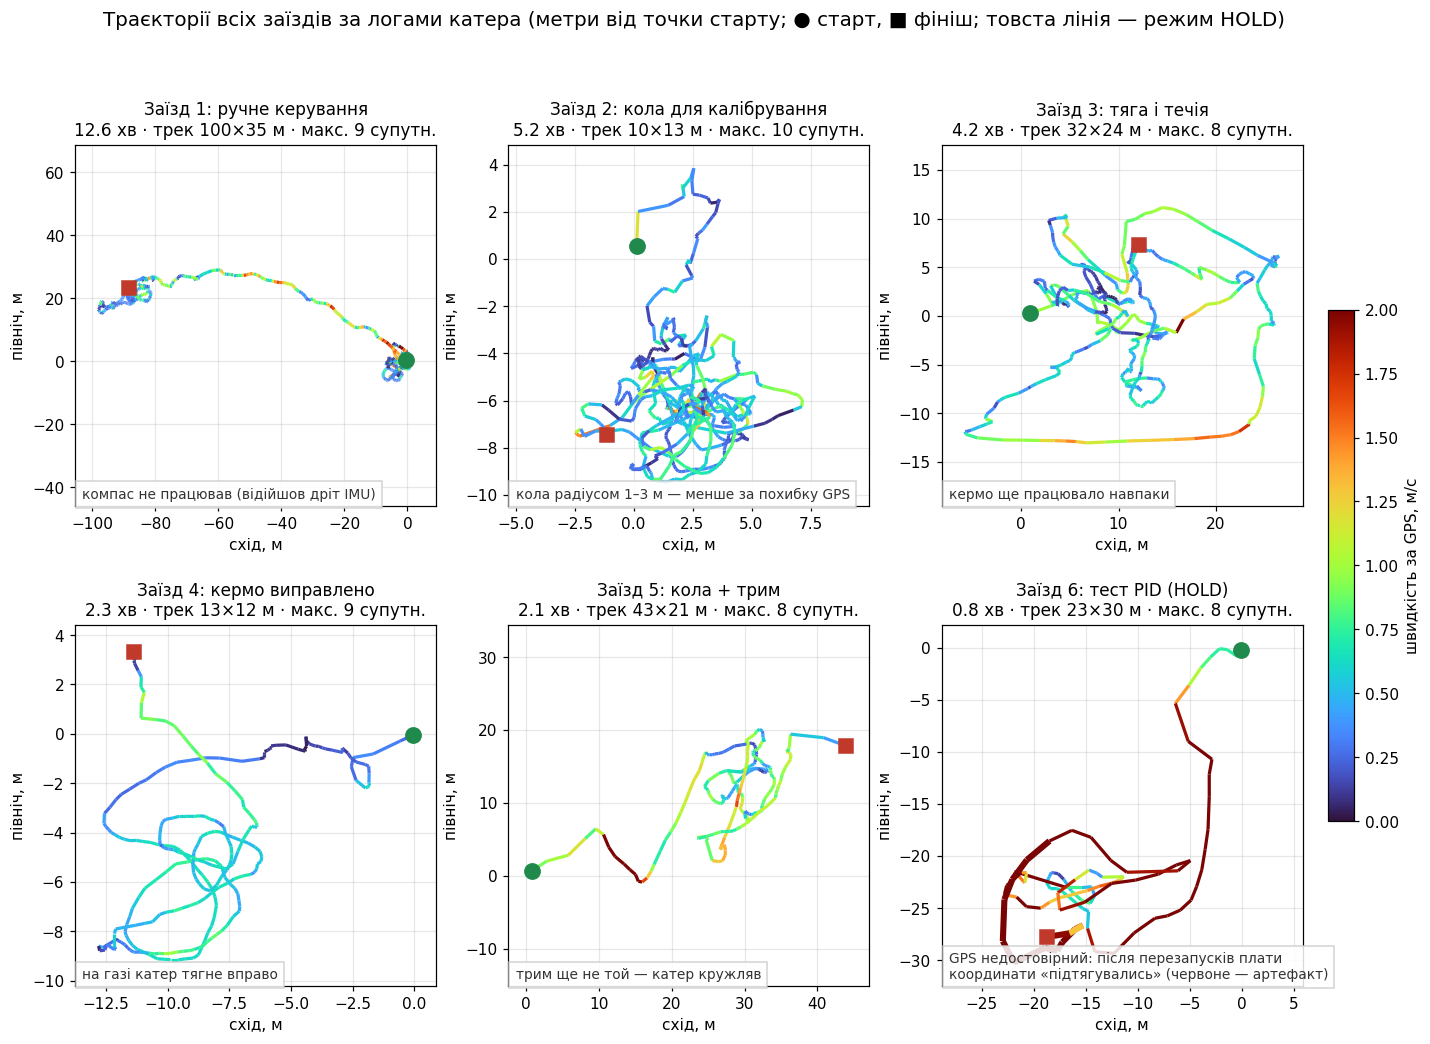 Траєкторії всіх заїздів за логами катера (метри від точки старту; ● старт, ■ фініш; товста лінія — режим HOLD)
Заїзд 1: ручне керування
12.6 хв · трек 100×35 м · макс. 9 супутн.
60
40
20
0
−20
−40
північ, м
компас не працював (відійшов дріт IMU)
−100
−80
−60
−40
−20
0
схід, м
Заїзд 2: кола для калібрування
5.2 хв · трек 10×13 м · макс. 10 супутн.
4
2
0
−2
−4
−6
−8
−10
північ, м
кола радіусом 1–3 м — менше за похибку GPS
−5.0
−2.5
0.0
2.5
5.0
7.5
схід, м
Заїзд 3: тяга і течія
4.2 хв · трек 32×24 м · макс. 8 супутн.
15
10
5
0
−5
−10
−15
північ, м
кермо ще працювало навпаки
0
10
20
схід, м
Заїзд 4: кермо виправлено
2.3 хв · трек 13×12 м · макс. 9 супутн.
4
2
0
−2
−4
−6
−8
−10
північ, м
на газі катер тягне вправо
−12.5
−10.0
−7.5
−5.0
−2.5
0.0
схід, м
Заїзд 5: кола + трим
2.1 хв · трек 43×21 м · макс. 8 супутн.
30
20
10
0
−10
північ, м
трим ще не той — катер кружляв
0
10
20
30
40
схід, м
Заїзд 6: тест PID (HOLD)
0.8 хв · трек 23×30 м · макс. 8 супутн.
0
−5
−10
−15
−20
−25
−30
північ, м
GPS недостовірний: після перезапусків плати
координати «підтягувались» (червоне — артефакт)
−25
−20
−15
−10
−5
0
5
схід, м
2.00
1.75
1.50
1.25
1.00
0.75
0.50
0.25
0.00
швидкість за GPS, м/с